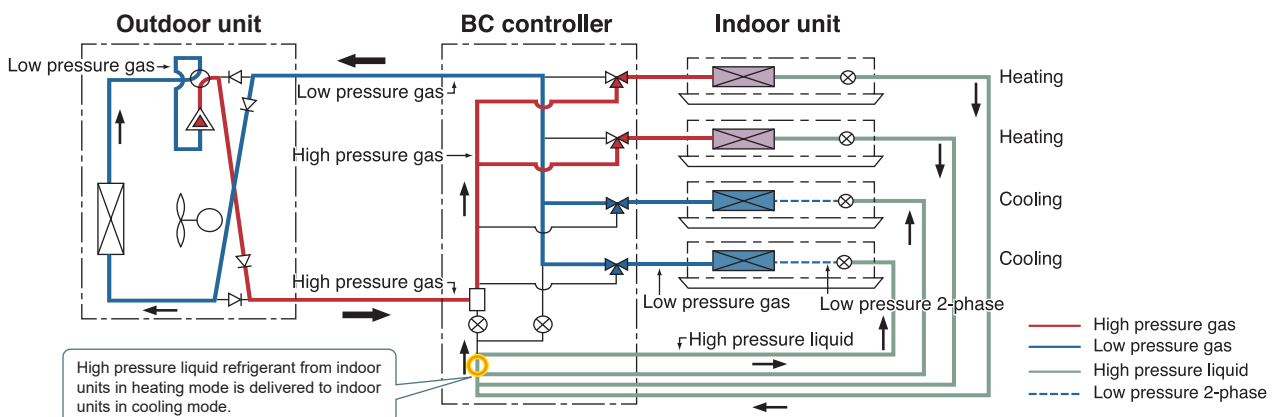 Outdoor unit
BC controller
Indoor unit
Low pressure gas
Low pressure gas
Heating
High pressure gas
Heating
Cooling
High pressure gas
Cooling
Low pressure gas
Low pressure 2-phase
High pressure liquid
High pressure liquid refrigerant from indoor
units in heating mode is delivered to indoor
units in cooling mode.
High pressure gas
Low pressure gas
High pressure liquid
Low pressure 2-phase